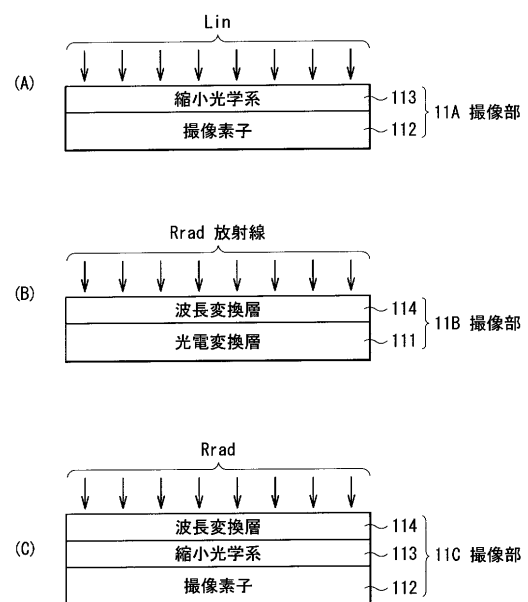 Lin
(A)
縮小光学系 113
撮像素子 112
11A 撮像部
Rrad 放射線
(B)
波長変換層 114
光電変換層 111
11B 撮像部
Rrad
(C)
波長変換層 114
縮小光学系 113
撮像素子 112
11C 撮像部